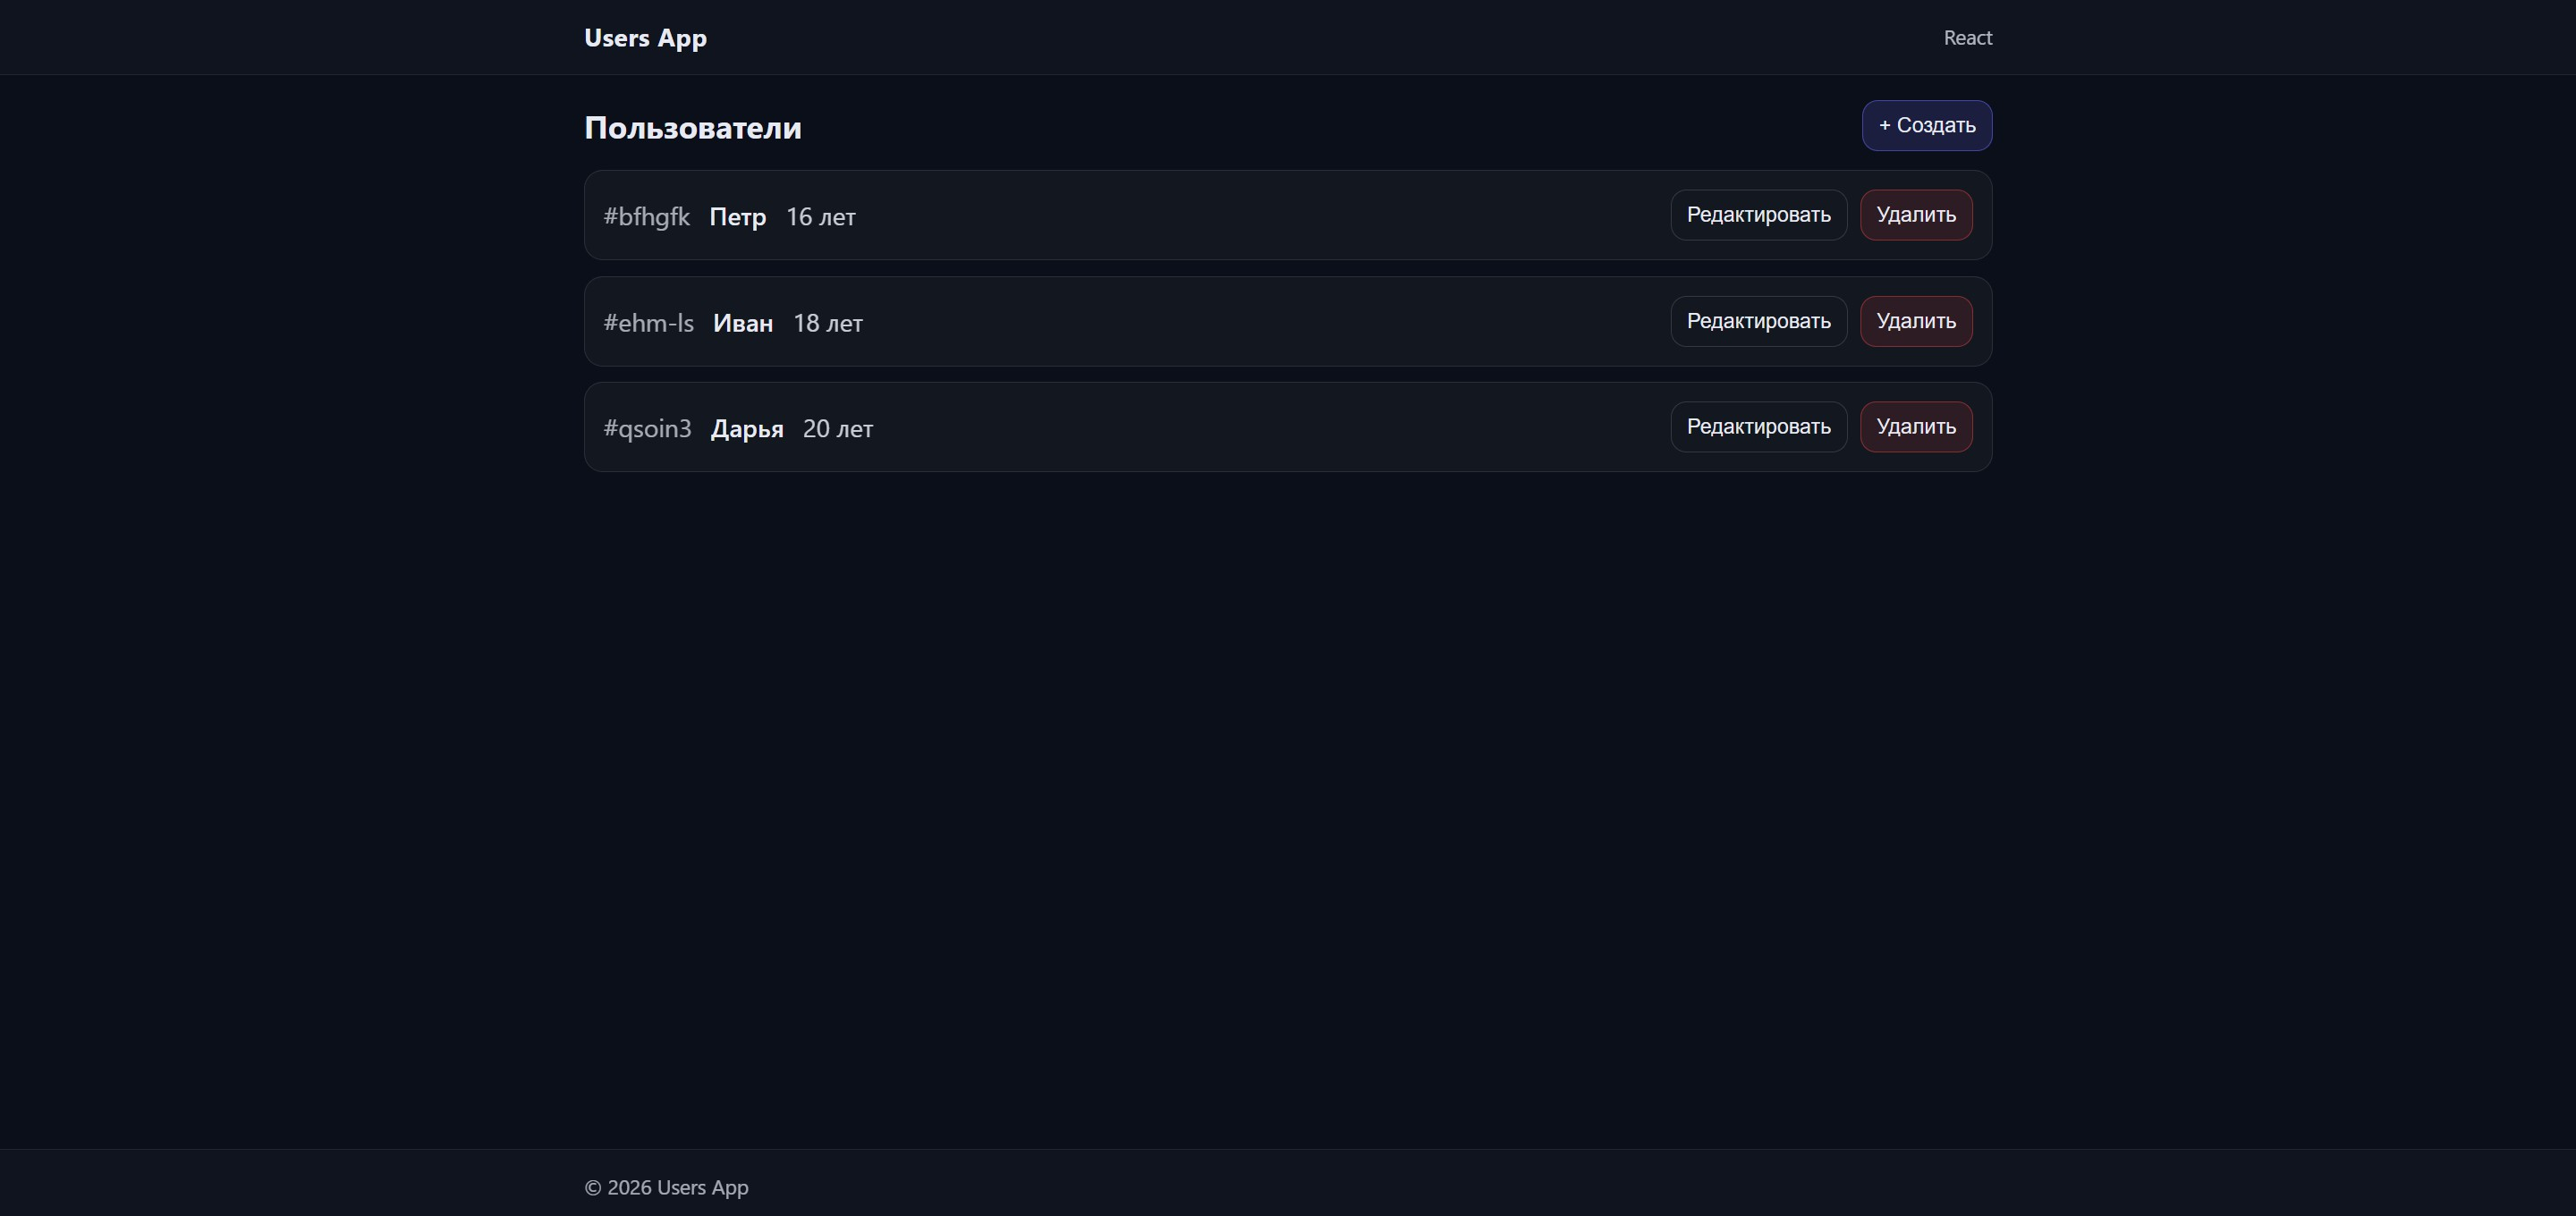 Users App React
Пользователи + Создать
#bfhgfk Петр 16 лет Редактировать Удалить
#ehm-ls Иван 18 лет Редактировать Удалить
#qsoin3 Дарья 20 лет Редактировать Удалить
© 2026 Users App